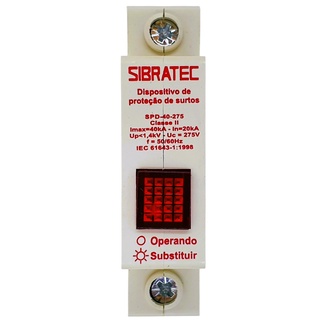 SIBRATEC
Dispositivo de
proteção de surtos
SPD-40-275
Classe II
Imax=40kA - In=20kA
Up<1,4kV - Uc = 275V
f = 50/60Hz
IEC 61643-1:1998
Operando
Substituir